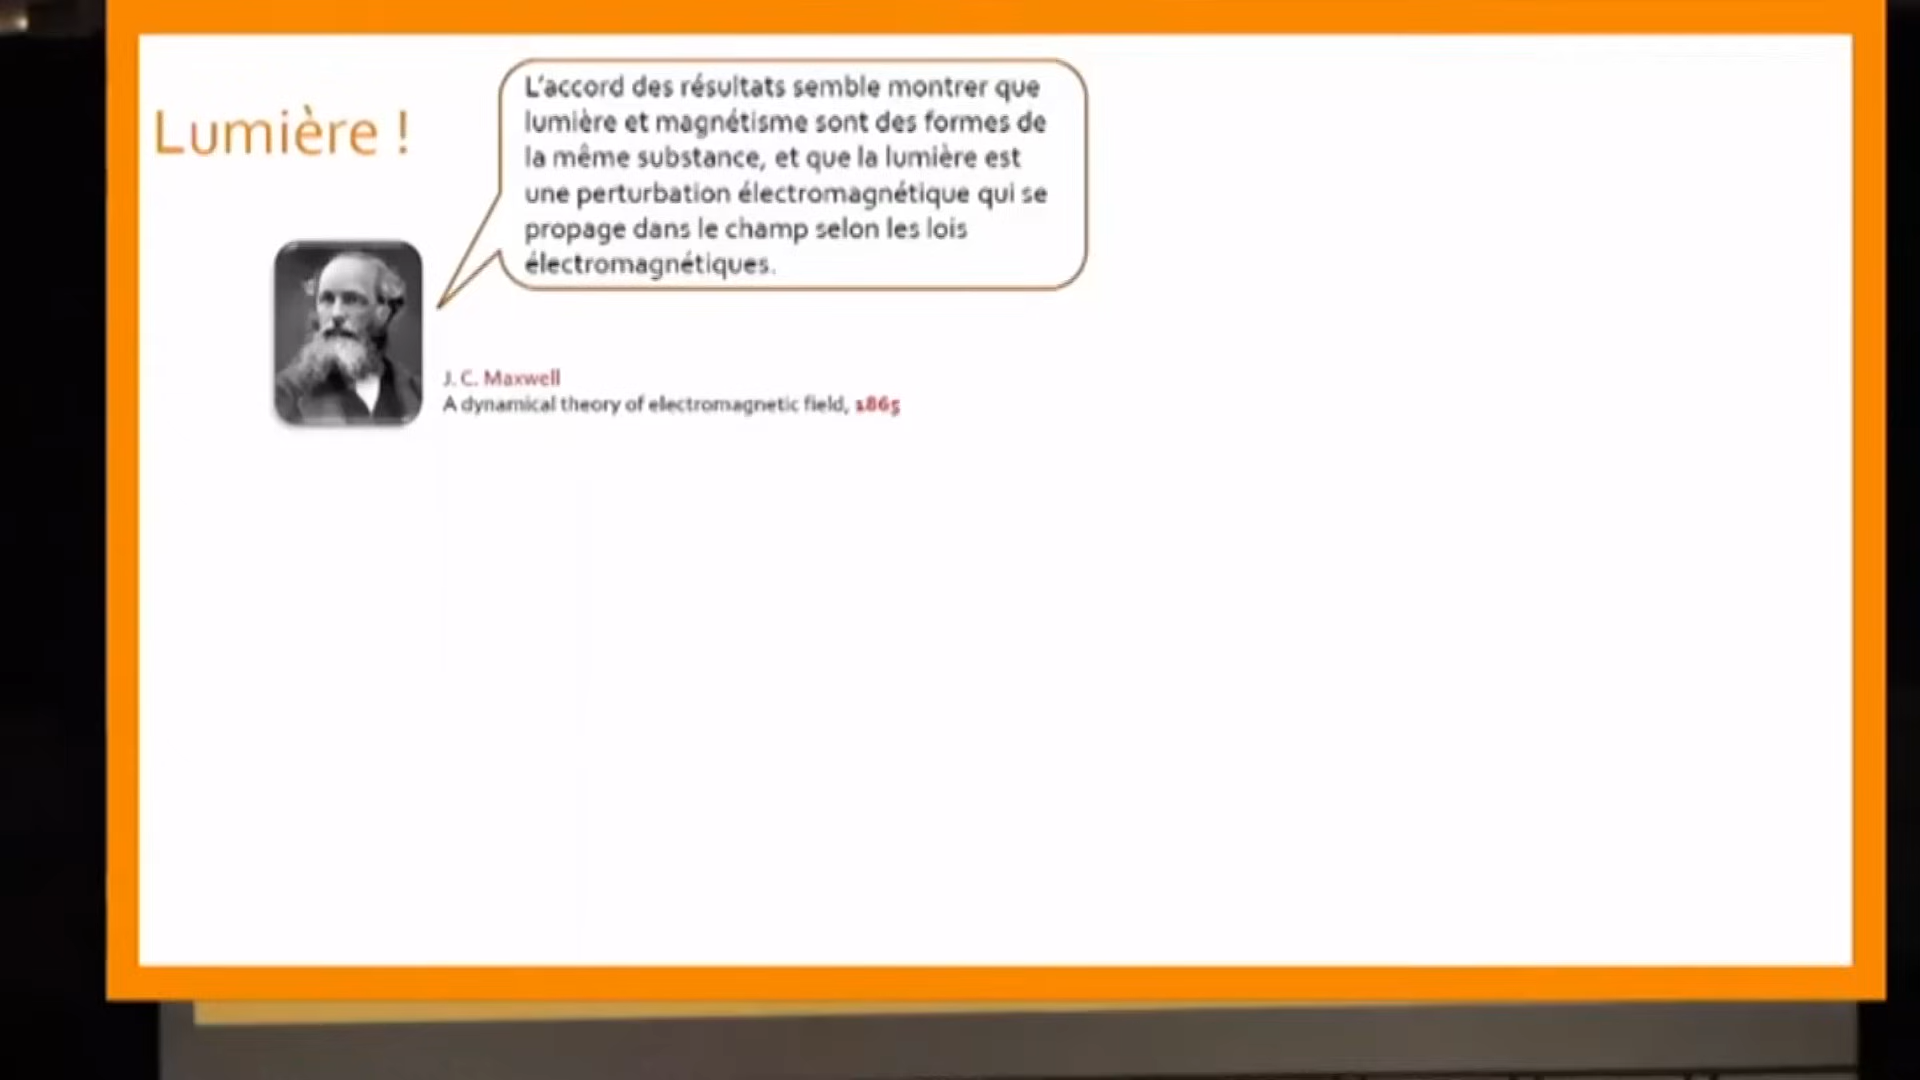 Lumière !
L’accord des résultats semble montrer que
lumière et magnétisme sont des formes de
la même substance, et que la lumière est
une perturbation électromagnétique qui se
propage dans le champ selon les lois
électromagnétiques.
J. C. Maxwell
A dynamical theory of electromagnetic field, 1865